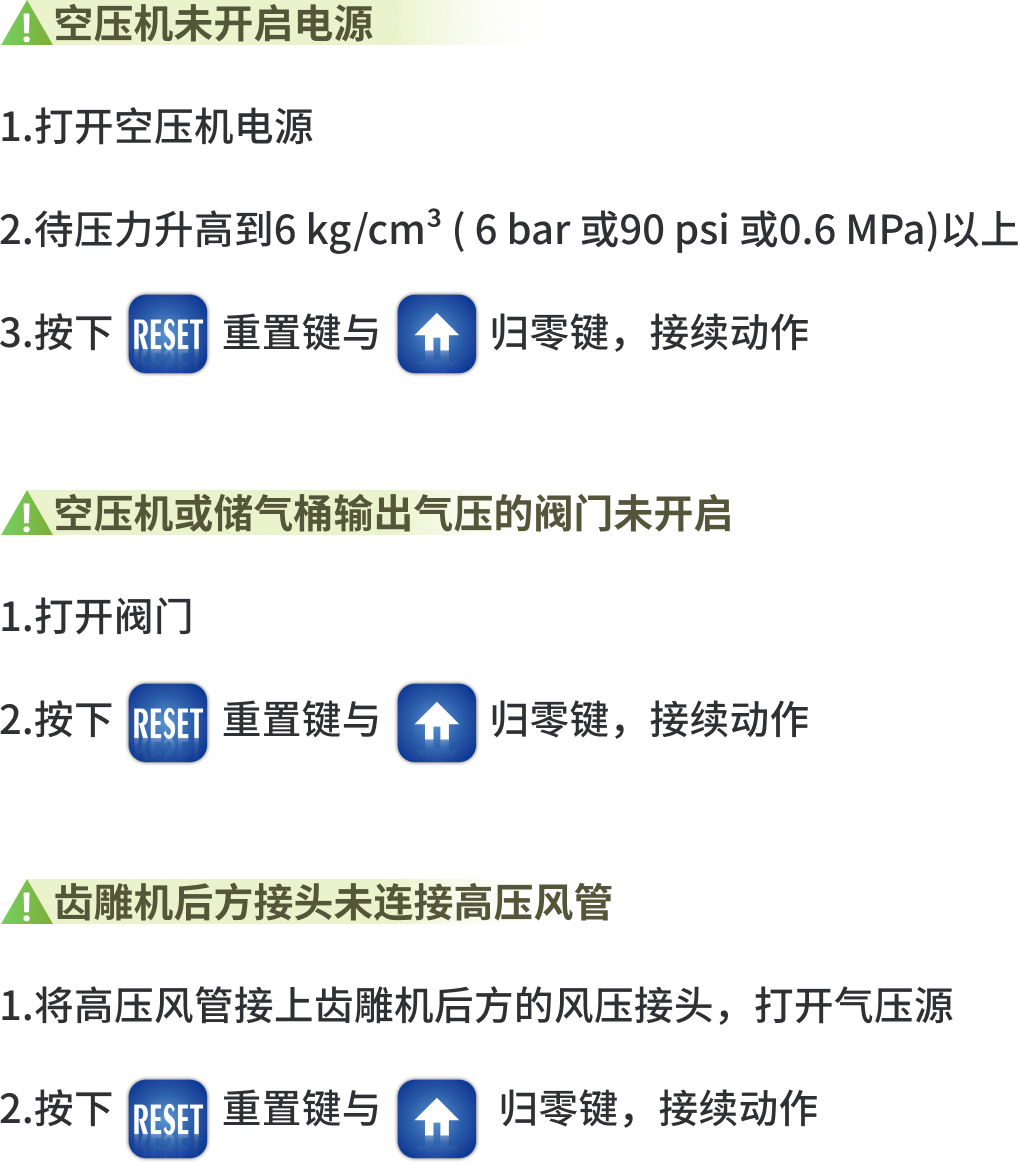 空压机未开启电源
1.打开空压机电源
2.待压力升高到6 kg/cm³ ( 6 bar 或90 psi 或0.6 MPa)以上
3.按下 RESET 重置键与 归零键，接续动作
空压机或储气桶输出气压的阀门未开启
1.打开阀门
2.按下 RESET 重置键与 归零键，接续动作
齿雕机后方接头未连接高压风管
1.将高压风管接上齿雕机后方的风压接头，打开气压源
2.按下 RESET 重置键与 归零键，接续动作